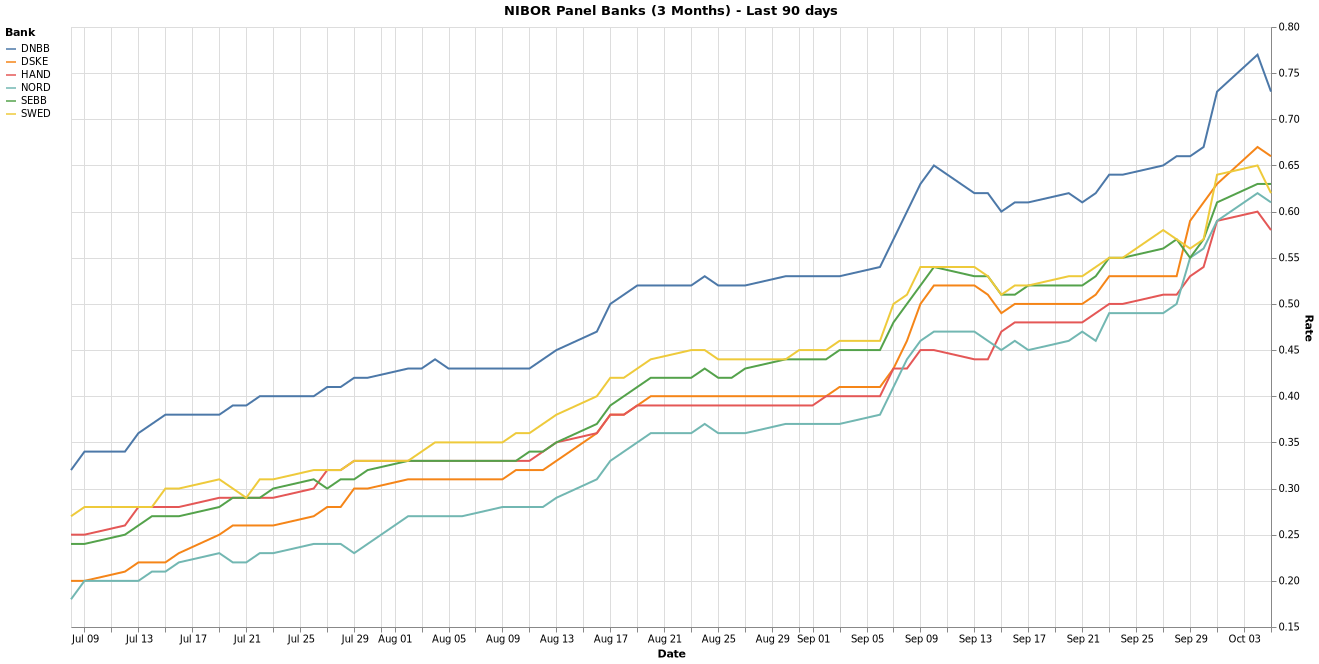 NIBOR Panel Banks (3 Months) - Last 90 days
Bank
DNBB
DSKE
HAND
NORD
SEBB
SWED
0.80
0.75
0.70
0.65
0.60
0.55
0.50
0.45
0.40
0.35
0.30
0.25
0.20
0.15
Rate
Jul 09 Jul 13 Jul 17 Jul 21 Jul 25 Jul 29 Aug 01 Aug 05 Aug 09 Aug 13 Aug 17 Aug 21 Aug 25 Aug 29 Sep 01 Sep 05 Sep 09 Sep 13 Sep 17 Sep 21 Sep 25 Sep 29 Oct 03
Date